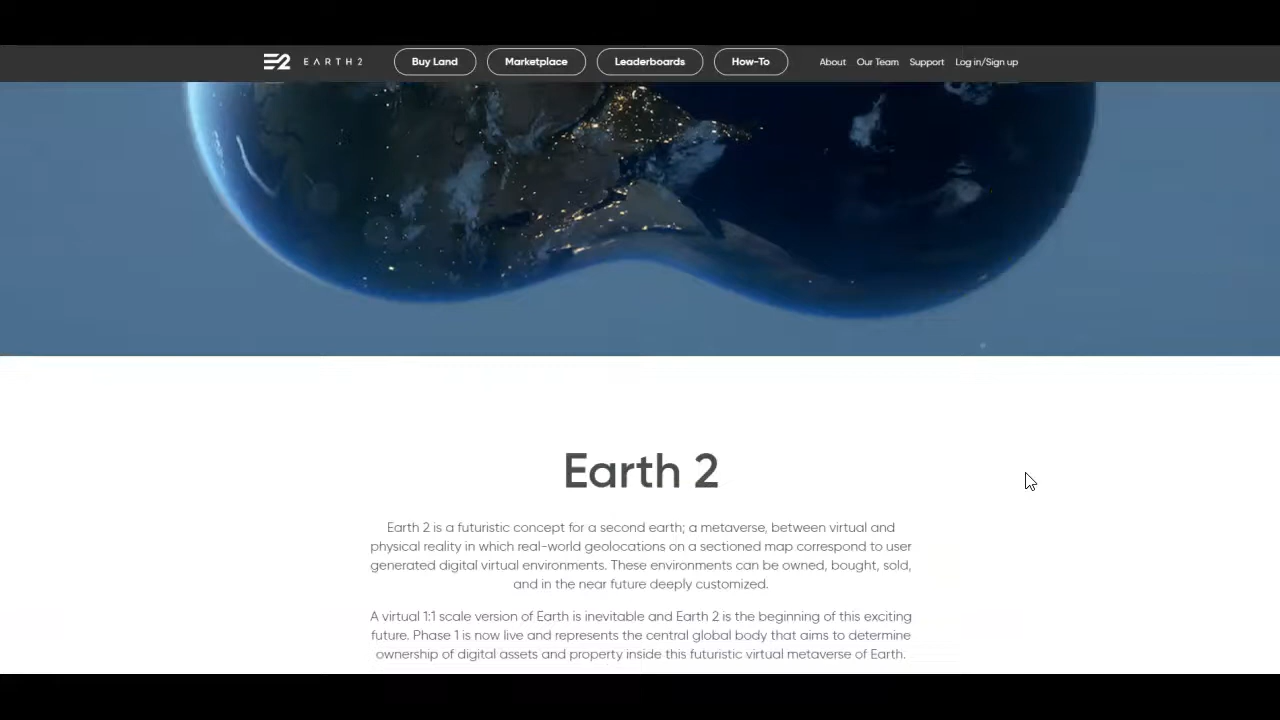 E2 EARTH 2 Buy Land Marketplace Leaderboards How-To About Our Team Support Log in/Sign up
Earth 2
Earth 2 is a futuristic concept for a second earth; a metaverse, between virtual and
physical reality in which real-world geolocations on a sectioned map correspond to user
generated digital virtual environments. These environments can be owned, bought, sold,
and in the near future deeply customized.
A virtual 1:1 scale version of Earth is inevitable and Earth 2 is the beginning of this exciting
future. Phase 1 is now live and represents the central global body that aims to determine
ownership of digital assets and property inside this futuristic virtual metaverse of Earth.